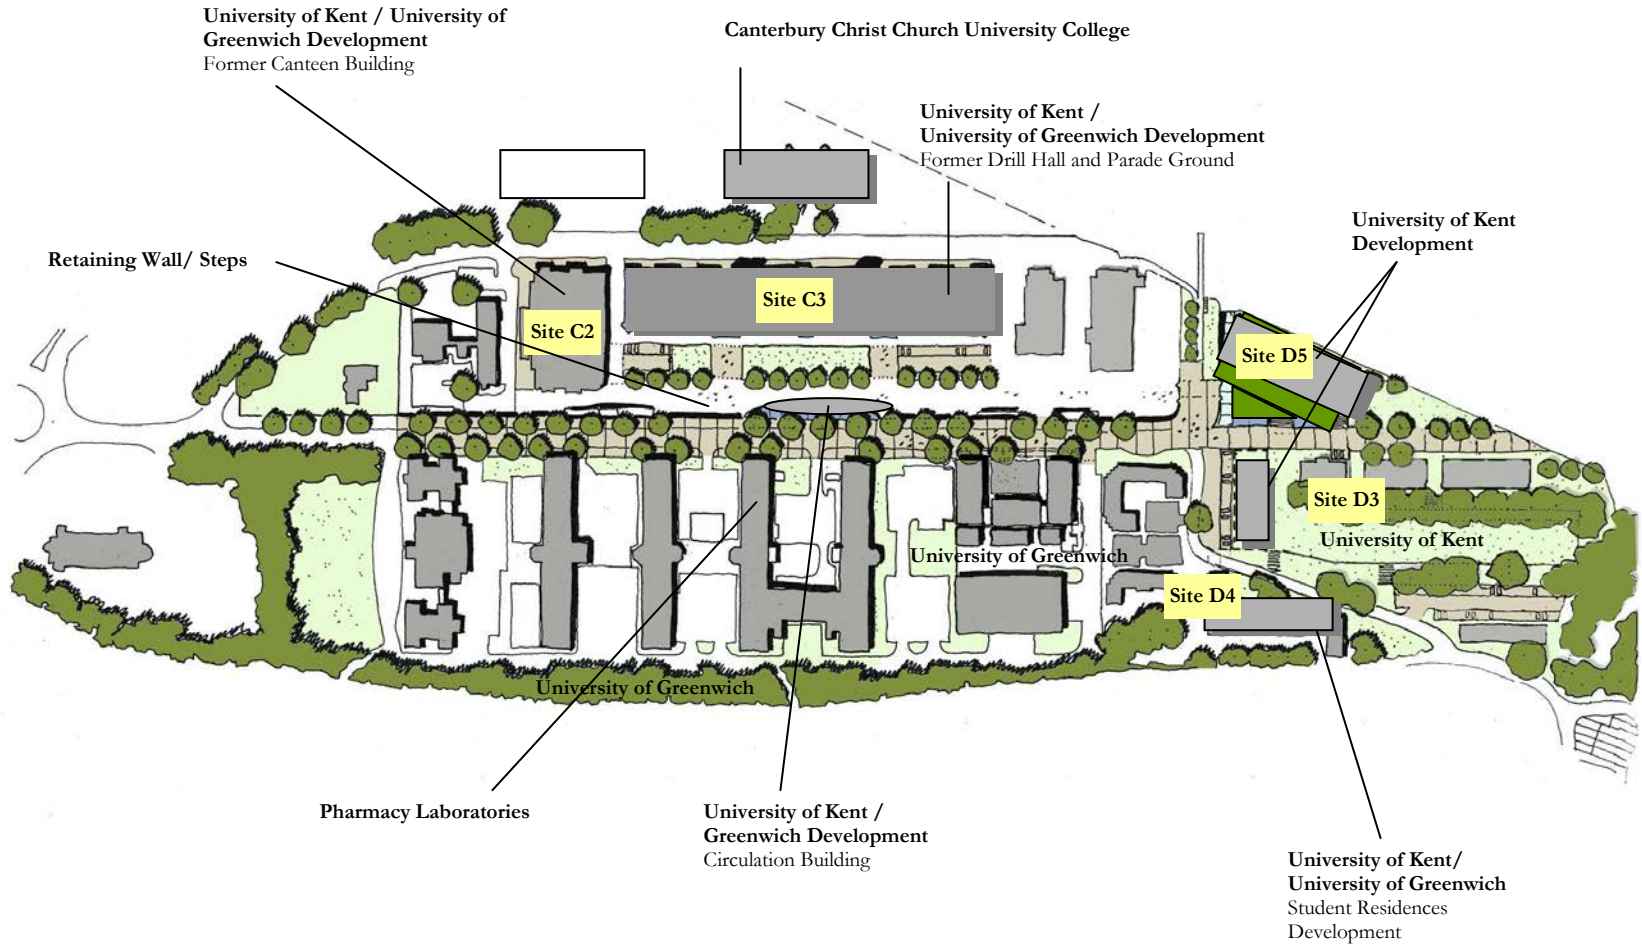 University of Kent / University of
Greenwich Development
Former Canteen Building
Canterbury Christ Church University College
University of Kent /
University of Greenwich Development
Former Drill Hall and Parade Ground
University of Kent
Development
Retaining Wall/ Steps
Site C3
Site C2
Site D5
Site D3
University of Kent
University of Greenwich
Site D4
University of Greenwich
Pharmacy Laboratories
University of Kent /
Greenwich Development
Circulation Building
University of Kent/
University of Greenwich
Student Residences
Development